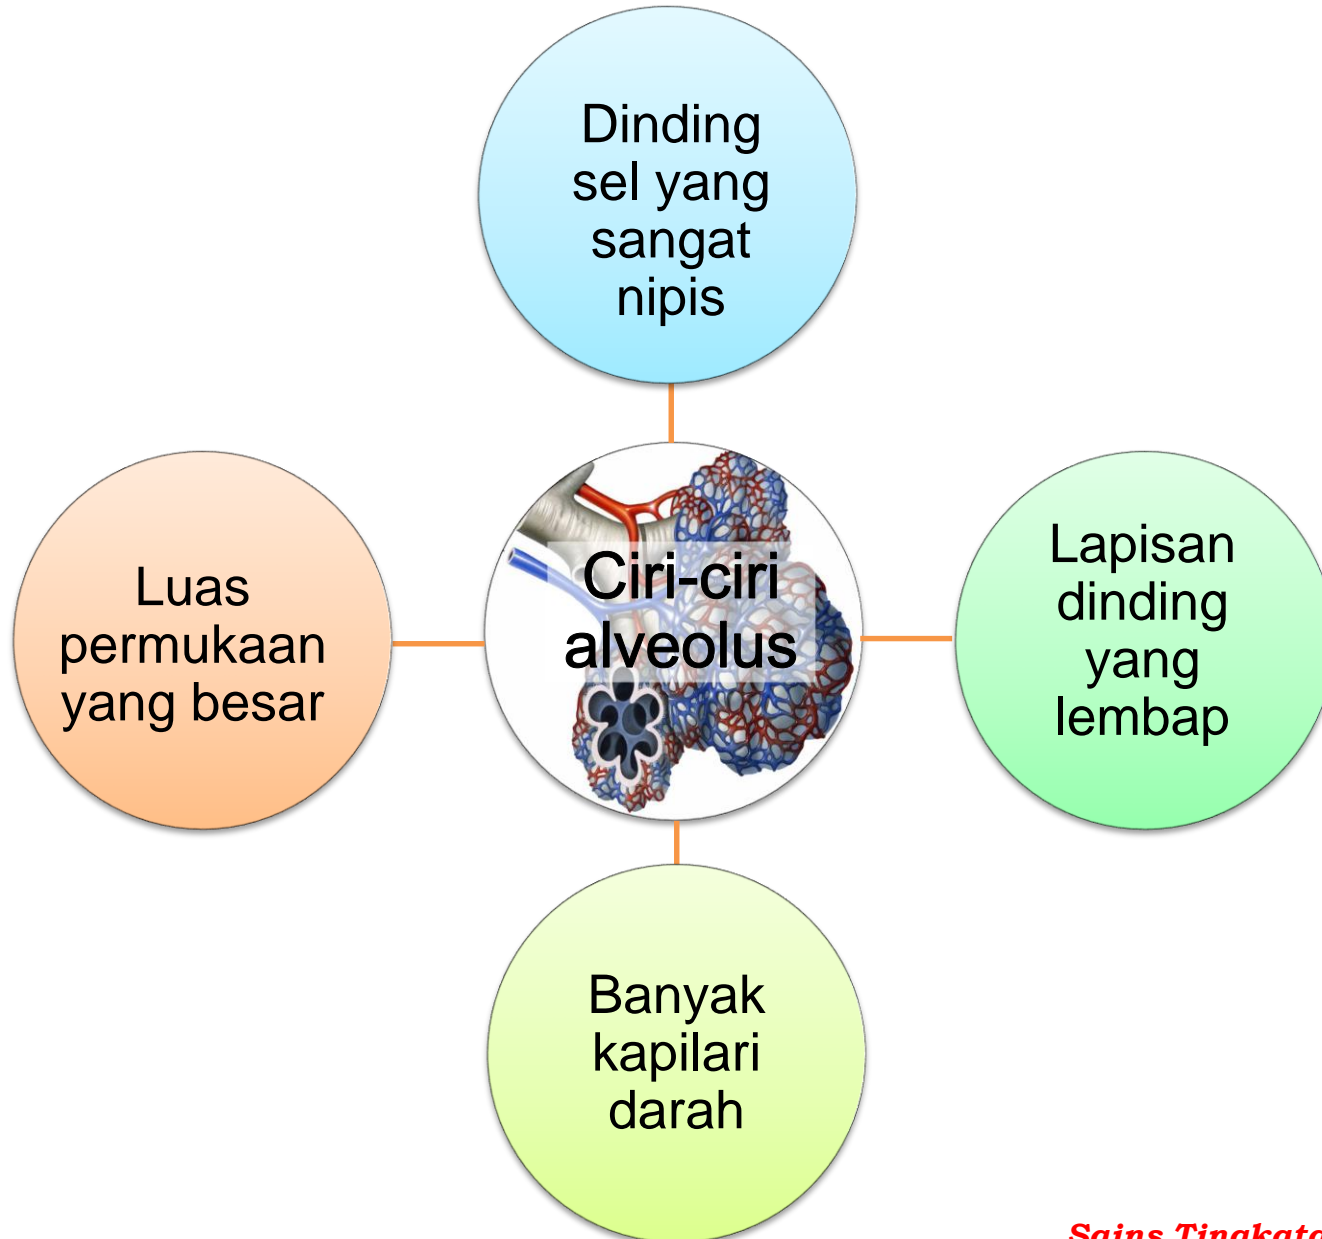 Dinding
sel yang
sangat
nipis
Luas
permukaan
yang besar
Ciri-ciri
alveolus
Lapisan
dinding
yang
lembap
Banyak
kapilari
darah
Sains